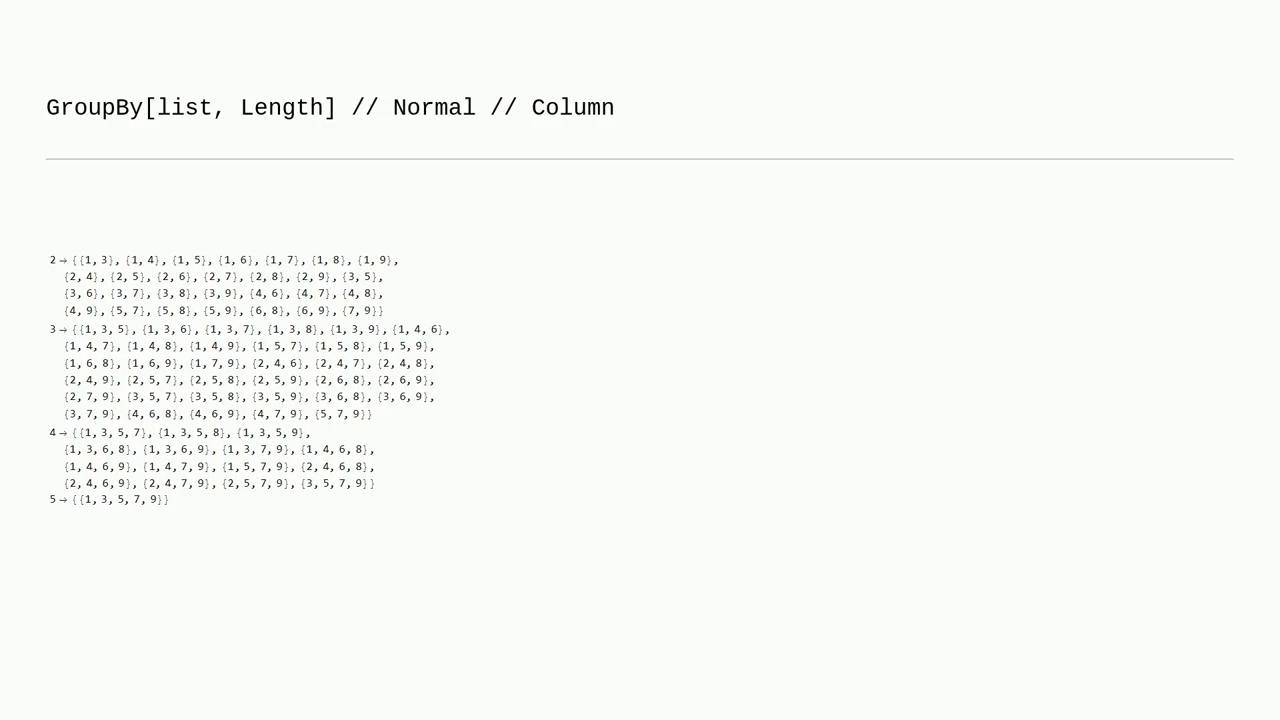 GroupBy[list, Length] // Normal // Column
2→{{1, 3}, {1, 4}, {1, 5}, {1, 6}, {1, 7}, {1, 8}, {1, 9},
{2, 4}, {2, 5}, {2, 6}, {2, 7}, {2, 8}, {2, 9}, {3, 5},
{3, 6}, {3, 7}, {3, 8}, {3, 9}, {4, 6}, {4, 7}, {4, 8},
{4, 9}, {5, 7}, {5, 8}, {5, 9}, {6, 8}, {6, 9}, {7, 9}}
3→{{1, 3, 5}, {1, 3, 6}, {1, 3, 7}, {1, 3, 8}, {1, 3, 9}, {1, 4, 6},
{1, 4, 7}, {1, 4, 8}, {1, 4, 9}, {1, 5, 7}, {1, 5, 8}, {1, 5, 9},
{1, 6, 8}, {1, 6, 9}, {1, 7, 9}, {2, 4, 6}, {2, 4, 7}, {2, 4, 8},
{2, 4, 9}, {2, 5, 7}, {2, 5, 8}, {2, 5, 9}, {2, 6, 8}, {2, 6, 9},
{2, 7, 9}, {3, 5, 7}, {3, 5, 8}, {3, 5, 9}, {3, 6, 8}, {3, 6, 9},
{3, 7, 9}, {4, 6, 8}, {4, 6, 9}, {4, 7, 9}, {5, 7, 9}}
4→{{1, 3, 5, 7}, {1, 3, 5, 8}, {1, 3, 5, 9},
{1, 3, 6, 8}, {1, 3, 6, 9}, {1, 3, 7, 9}, {1, 4, 6, 8},
{1, 4, 6, 9}, {1, 4, 7, 9}, {1, 5, 7, 9}, {2, 4, 6, 8},
{2, 4, 6, 9}, {2, 4, 7, 9}, {2, 5, 7, 9}, {3, 5, 7, 9}}
5→{{1, 3, 5, 7, 9}}